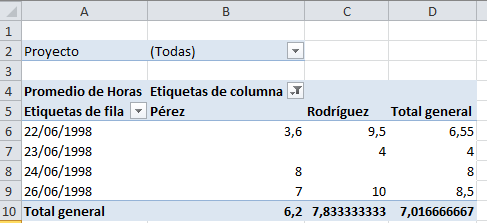 A B C D
1
2 Proyecto (Todas)
3
4 Promedio de Horas Etiquetas de columna
5 Etiquetas de fila Pérez Rodríguez Total general
6 22/06/1998 3,6 9,5 6,55
7 23/06/1998 4 4
8 24/06/1998 8 8
9 26/06/1998 7 10 8,5
10 Total general 6,2 7,833333333 7,016666667